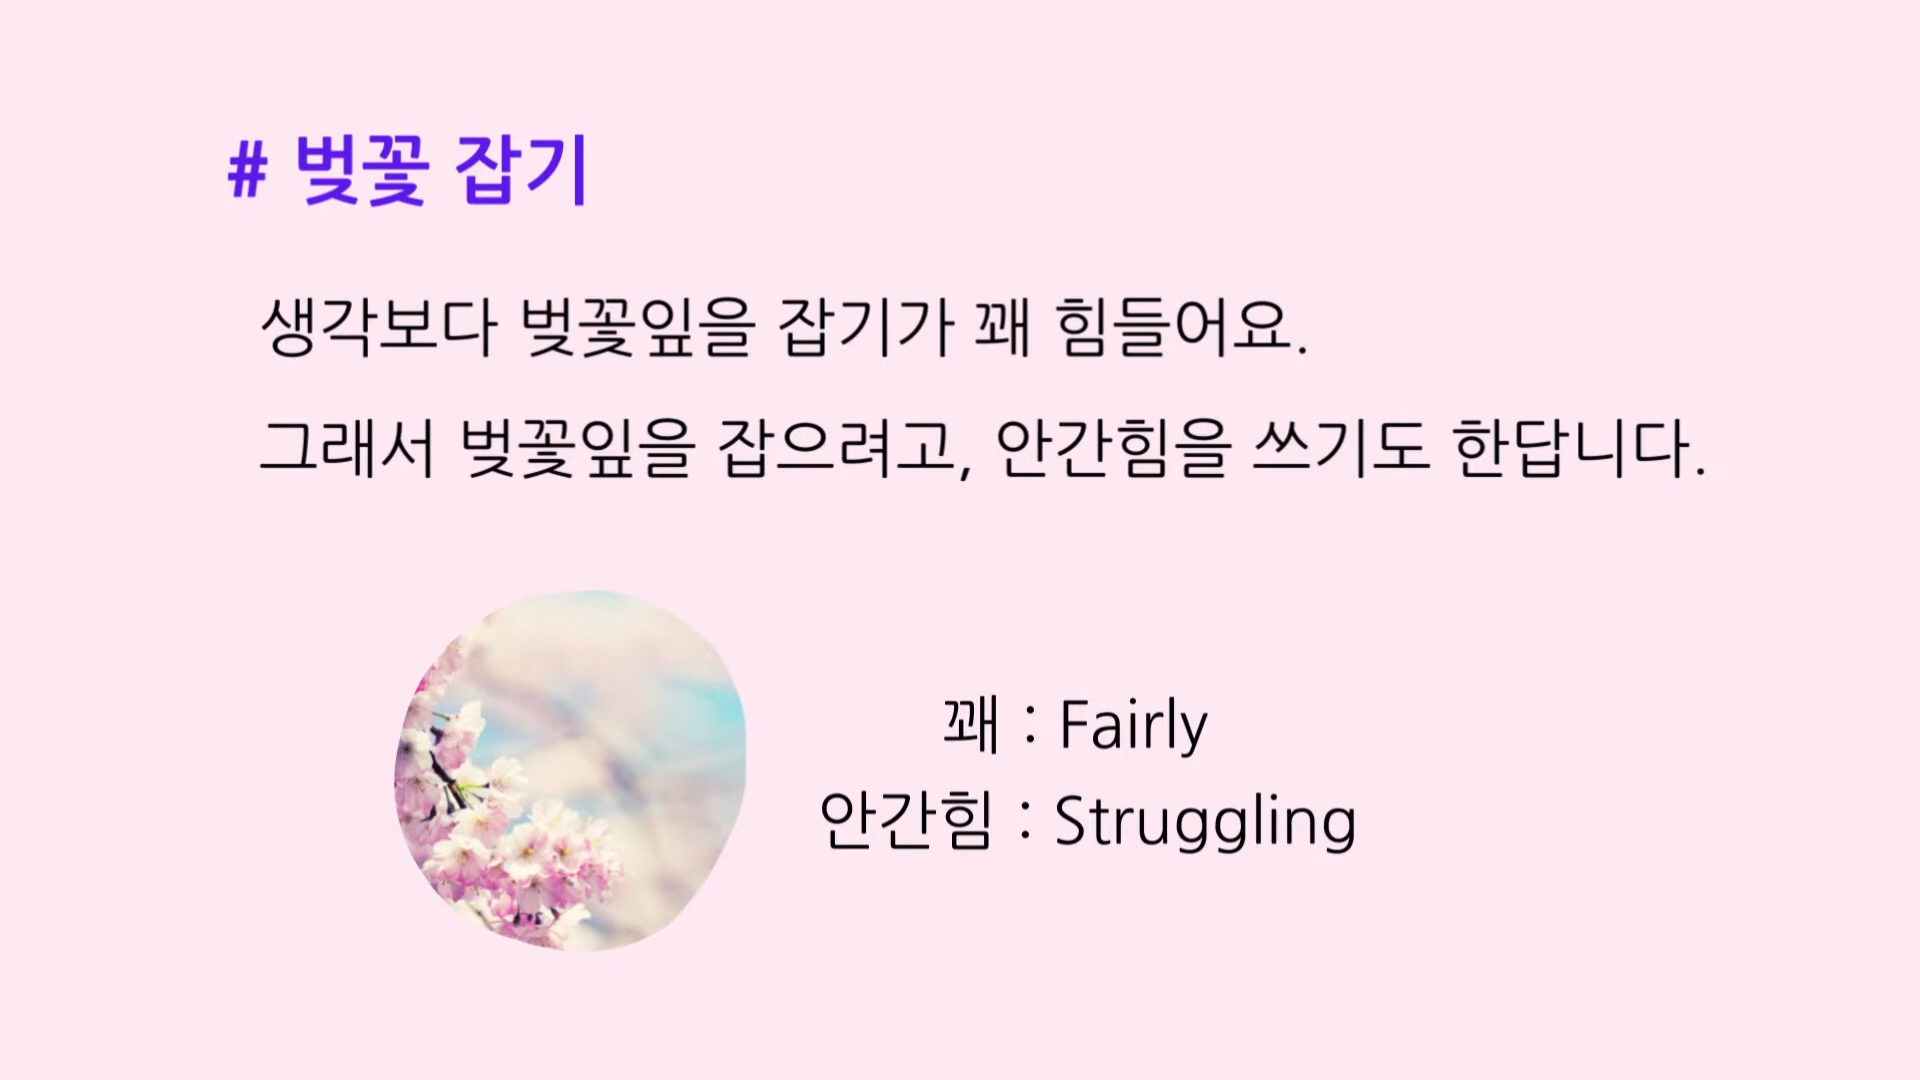 # 벚꽃 잡기
생각보다 벚꽃잎을 잡기가 꽤 힘들어요.
그래서 벚꽃잎을 잡으려고, 안간힘을 쓰기도 한답니다.
꽤 : Fairly
안간힘 : Struggling